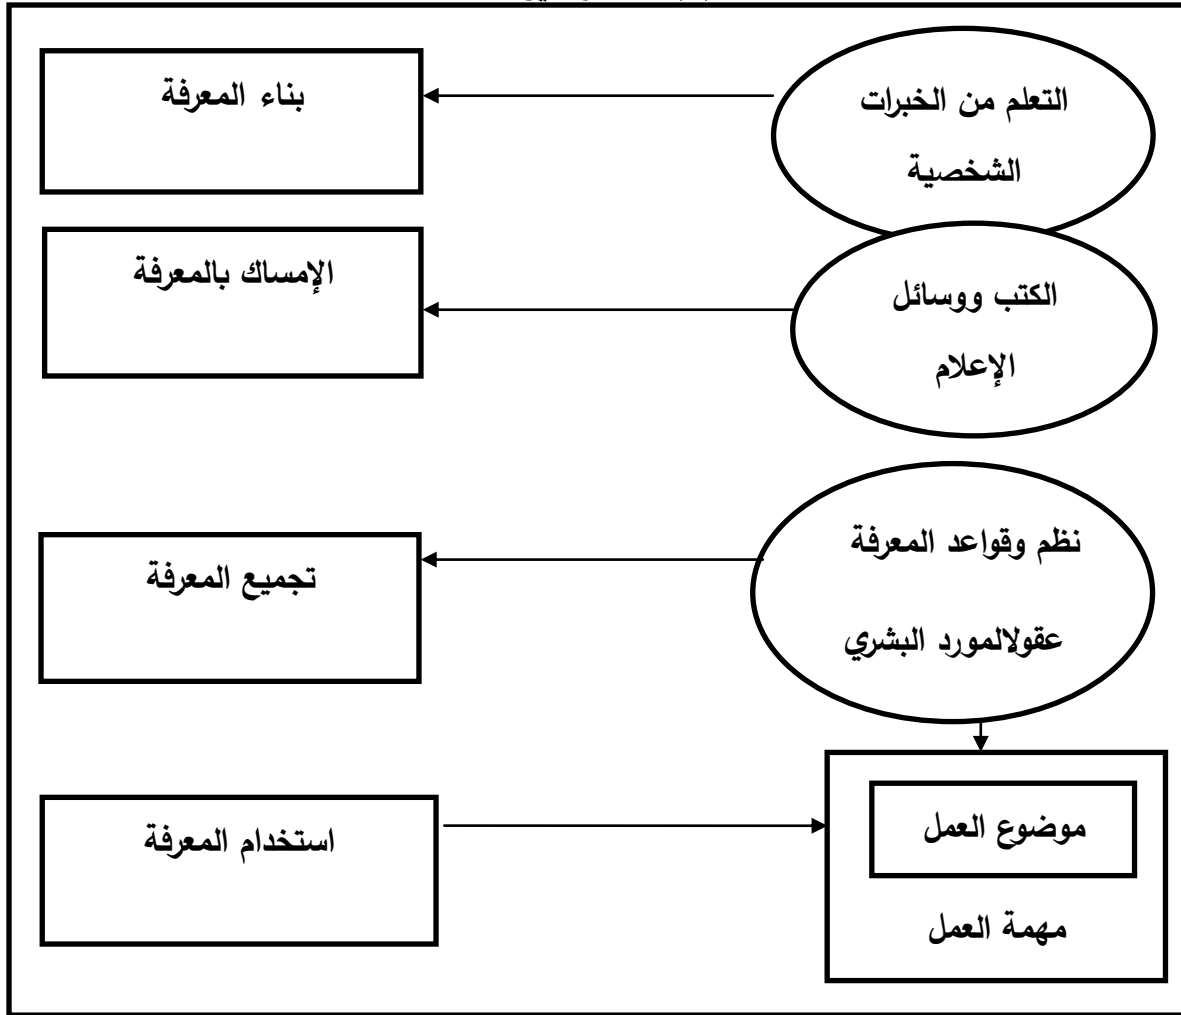 التعلم من الخبرات
الشخصية
بناء المعرفة
الكتب ووسائل
الإعلام
الإمساك بالمعرفة
نظم وقواعد المعرفة
عقولالمورد البشري
تجميع المعرفة
موضوع العمل
مهمة العمل
استخدام المعرفة